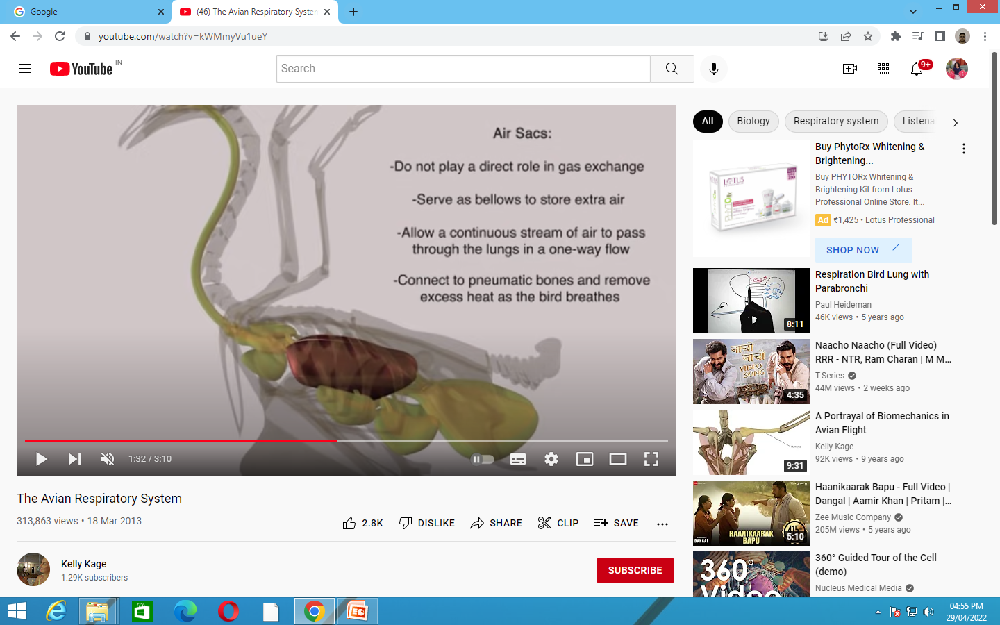 Google
(46) The Avian Respiratory System
youtube.com/watch?v=kWMmyVu1ueY
YouTube IN
Search
9+
Air Sacs:
-Do not play a direct role in gas exchange
-Serve as bellows to store extra air
-Allow a continuous stream of air to pass
through the lungs in a one-way flow
-Connect to pneumatic bones and remove
excess heat as the bird breathes
1:32 / 3:10
The Avian Respiratory System
313,863 views • 18 Mar 2013
2.8K DISLIKE SHARE CLIP SAVE
Kelly Kage
1.29K subscribers
SUBSCRIBE
All Biology Respiratory system Listena
LOTUS
Buy PhytoRx Whitening &
Brightening...
Buy PHYTORx Whitening &
Brightening Kit from Lotus
Professional Online Store. It...
Ad ₹1,425 • Lotus Professional
SHOP NOW
8:11
Respiration Bird Lung with
Parabronchi
Paul Heideman
46K views • 5 years ago
नाचो
नाचो
VIDEO
SONG
4:35
Naacho Naacho (Full Video)
RRR - NTR, Ram Charan | M M...
T-Series
44M views • 2 weeks ago
9:31
A Portrayal of Biomechanics in
Avian Flight
Kelly Kage
92K views • 9 years ago
DANGAL
HAANIKAARAK
BAPU
5:10
Haanikaarak Bapu - Full Video |
Dangal | Aamir Khan | Pritam |...
Zee Music Company
205M views • 5 years ago
360°
Video
360° Guided Tour of the Cell
(demo)
Nucleus Medical Media
04:55 PM
29/04/2022